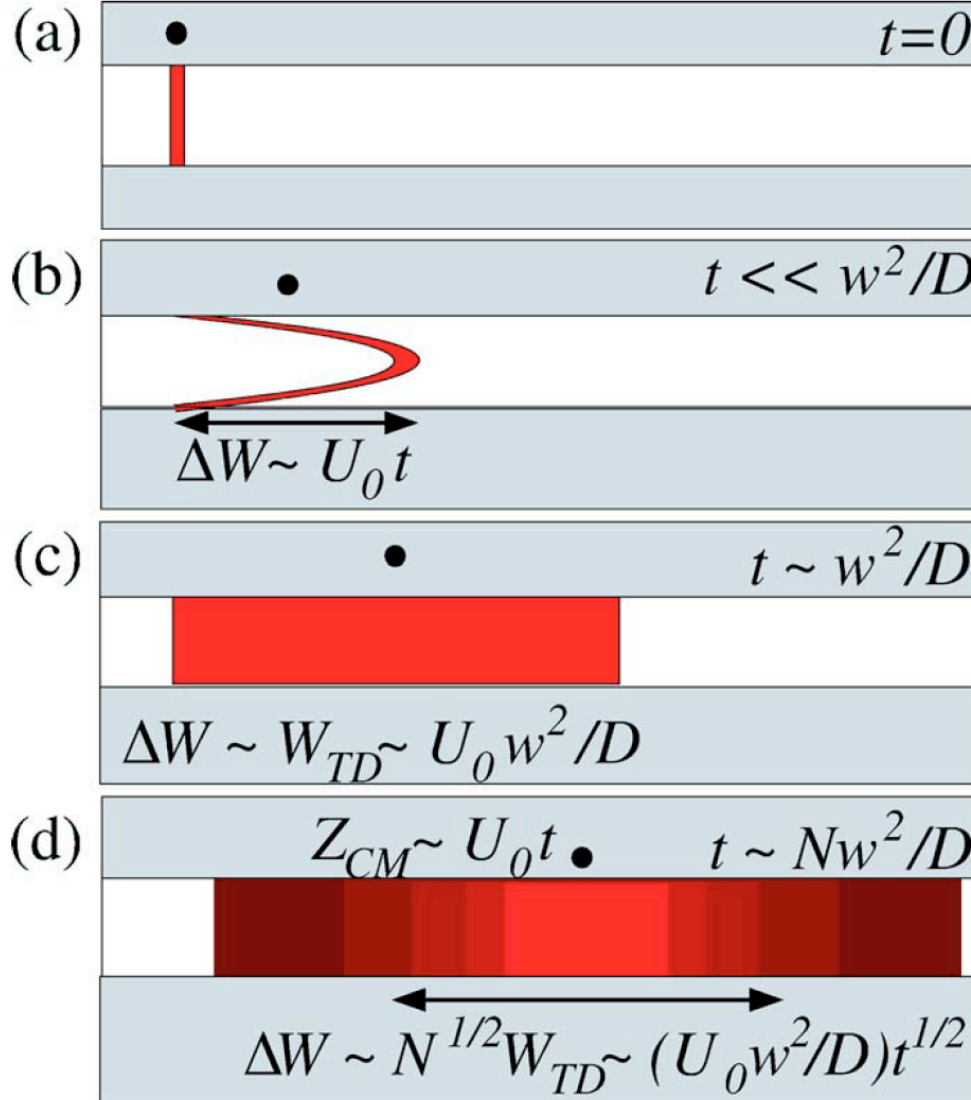 (a) t=0
(b) t << w²/D
ΔW~ U₀t
(c) t ~ w²/D
ΔW ~ W_TD~ U₀w²/D
(d) Z_CM~ U₀t t ~ Nw²/D
ΔW ~ N^1/2W_TD~ (U₀w²/D)t^1/2